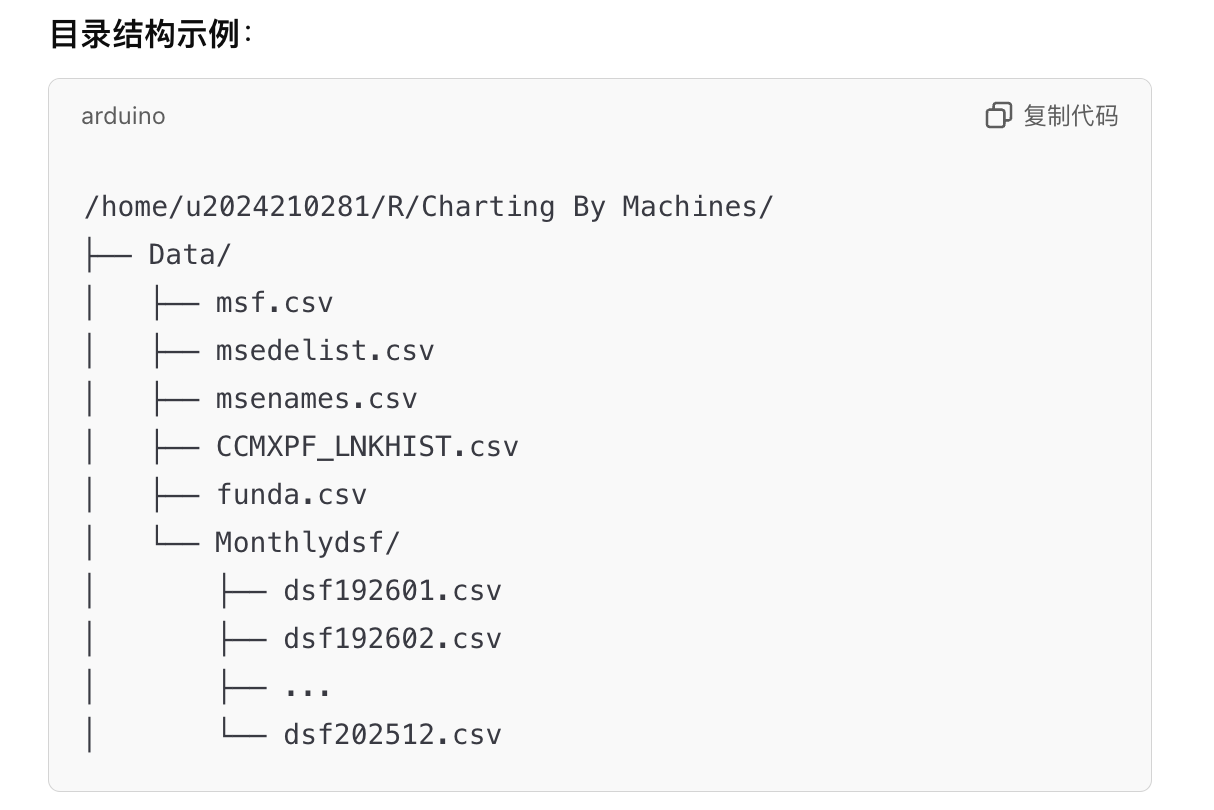 目录结构示例：
arduino
复制代码
/home/u2024210281/R/Charting By Machines/
├── Data/
│   ├── msf.csv
│   ├── msedelist.csv
│   ├── msenames.csv
│   ├── CCMXPF_LNKHIST.csv
│   ├── funda.csv
│   └── Monthlydsf/
│       ├── dsf192601.csv
│       ├── dsf192602.csv
│       ├── ...
│       └── dsf202512.csv